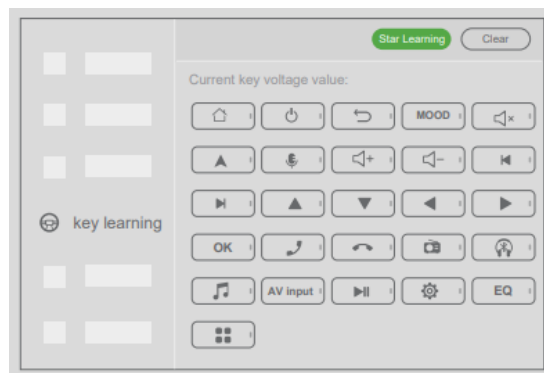 Star Learning Clear
Current key voltage value:
MOOD
key learning
OK
AV input EQ